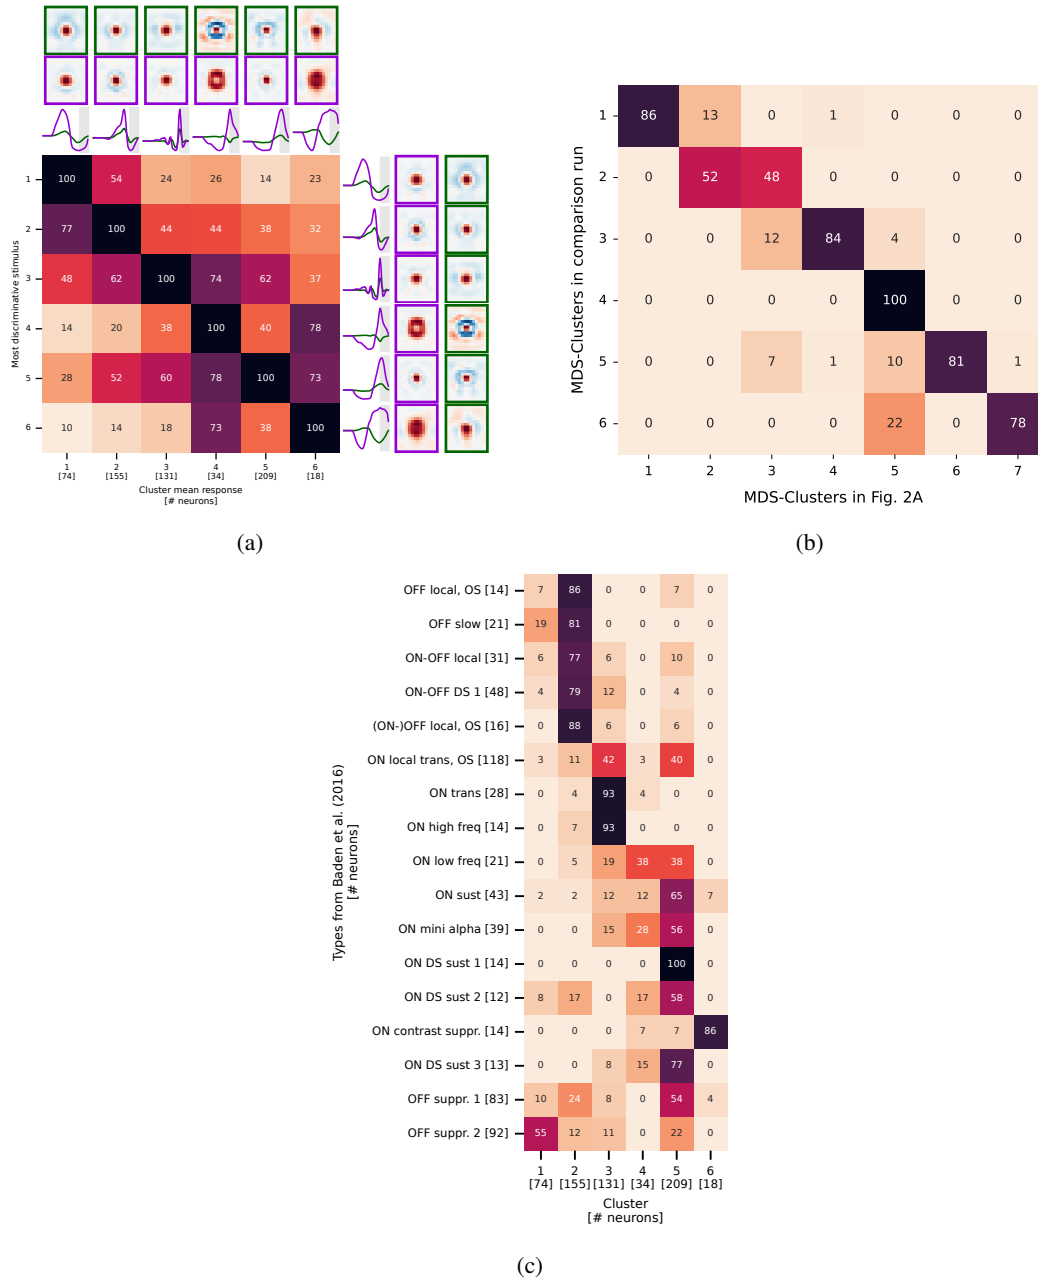 Most discriminative stimulus
1 100 54 24 26 14 23
2 77 100 44 44 38 32
3 48 62 100 74 62 37
4 14 20 38 100 40 78
5 28 52 60 78 100 73
6 10 14 18 73 38 100
1 2 3 4 5 6
[74] [155] [131] [34] [209] [18]
Cluster mean response
[# neurons]
(a)
MDS-Clusters in comparison run
1 86 13 0 1 0 0 0
2 0 52 48 0 0 0 0
3 0 0 12 84 4 0 0
4 0 0 0 0 100 0 0
5 0 0 7 1 10 81 1
6 0 0 0 0 22 0 78
1 2 3 4 5 6 7
MDS-Clusters in Fig. 2A
(b)
Types from Baden et al. (2016)
[# neurons]
OFF local, OS [14] 7 86 0 0 7 0
OFF slow [21] 19 81 0 0 0 0
ON-OFF local [31] 6 77 6 0 10 0
ON-OFF DS 1 [48] 4 79 12 0 4 0
(ON-)OFF local, OS [16] 0 88 6 0 6 0
ON local trans, OS [118] 3 11 42 3 40 0
ON trans [28] 0 4 93 4 0 0
ON high freq [14] 0 7 93 0 0 0
ON low freq [21] 0 5 19 38 38 0
ON sust [43] 2 2 12 12 65 7
ON mini alpha [39] 0 0 15 28 56 0
ON DS sust 1 [14] 0 0 0 0 100 0
ON DS sust 2 [12] 8 17 0 17 58 0
ON contrast suppr. [14] 0 0 0 7 7 86
ON DS sust 3 [13] 0 0 8 15 77 0
OFF suppr. 1 [83] 10 24 8 0 54 4
OFF suppr. 2 [92] 55 12 11 0 22 0
1 2 3 4 5 6
[74] [155] [131] [34] [209] [18]
Cluster
[# neurons]
(c)